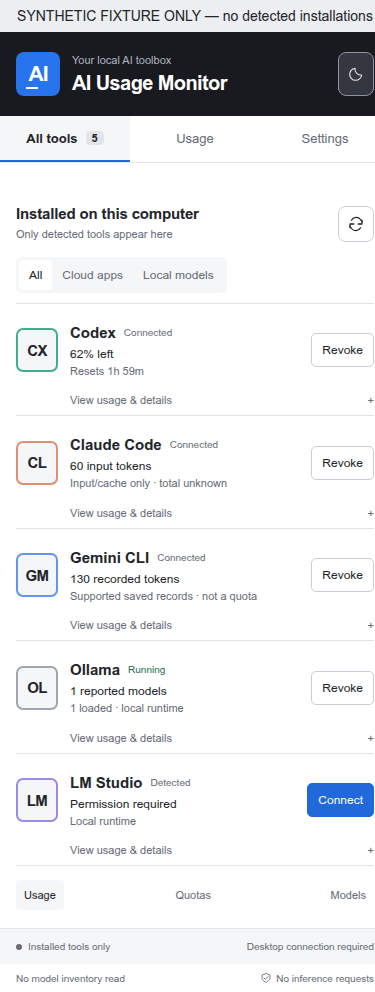 SYNTHETIC FIXTURE ONLY — no detected installations
AI
Your local AI toolbox
AI Usage Monitor
All tools 5 Usage Settings
Installed on this computer
Only detected tools appear here
All Cloud apps Local models
CX
Codex Connected
62% left
Resets 1h 59m
Revoke
View usage & details +
CL
Claude Code Connected
60 input tokens
Input/cache only · total unknown
Revoke
View usage & details +
GM
Gemini CLI Connected
130 recorded tokens
Supported saved records · not a quota
Revoke
View usage & details +
OL
Ollama Running
1 reported models
1 loaded · local runtime
Revoke
View usage & details +
LM
LM Studio Detected
Permission required
Local runtime
Connect
View usage & details +
Usage Quotas Models
Installed tools only Desktop connection required
No model inventory read No inference requests